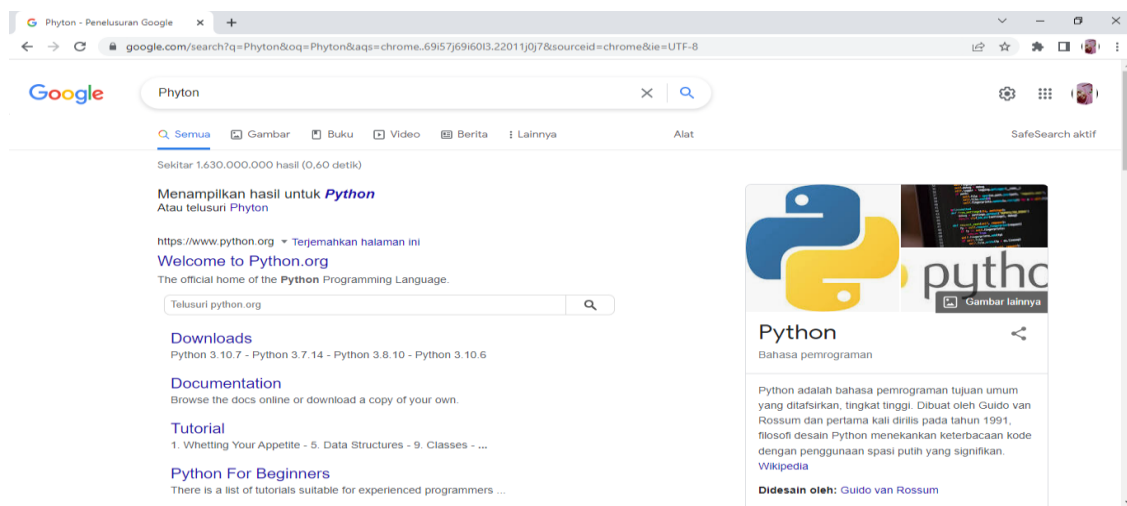 Phyton - Penelusuran Google
google.com/search?q=Phyton&oq=Phyton&aqs=chrome..69i57j69i60l3.22011j0j7&sourceid=chrome&ie=UTF-8
Google
Phyton
Semua Gambar Buku Video Berita Lainnya Alat SafeSearch aktif
Sekitar 1.630.000.000 hasil (0,60 detik)
Menampilkan hasil untuk Python
Atau telusuri Phyton
https://www.python.org Terjemahkan halaman ini
Welcome to Python.org
The official home of the Python Programming Language.
Telusuri python.org
Downloads
Python 3.10.7 - Python 3.7.14 - Python 3.8.10 - Python 3.10.6
Documentation
Browse the docs online or download a copy of your own.
Tutorial
1. Whetting Your Appetite - 5. Data Structures - 9. Classes - ...
Python For Beginners
There is a list of tutorials suitable for experienced programmers ...
pytho
Gambar lainnya
Python
Bahasa pemrograman
Python adalah bahasa pemrograman tujuan umum
yang ditafsirkan, tingkat tinggi. Dibuat oleh Guido van
Rossum dan pertama kali dirilis pada tahun 1991,
filosofi desain Python menekankan keterbacaan kode
dengan penggunaan spasi putih yang signifikan.
Wikipedia
Didesain oleh: Guido van Rossum